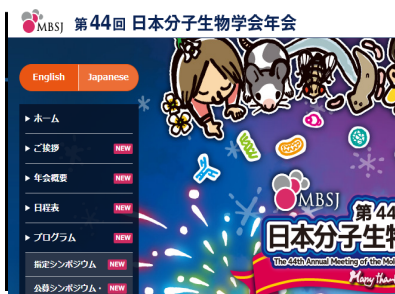 MBSJ 第44回 日本分子生物学会年会
English Japanese
ホーム
ご挨拶 NEW
年会概要 NEW
日程表 NEW
プログラム NEW
指定シンポジウム NEW
公募シンポジウム・ NEW
MBSJ
第44
日本分子生物
The 44th Annual Meeting of the Mol
Many than